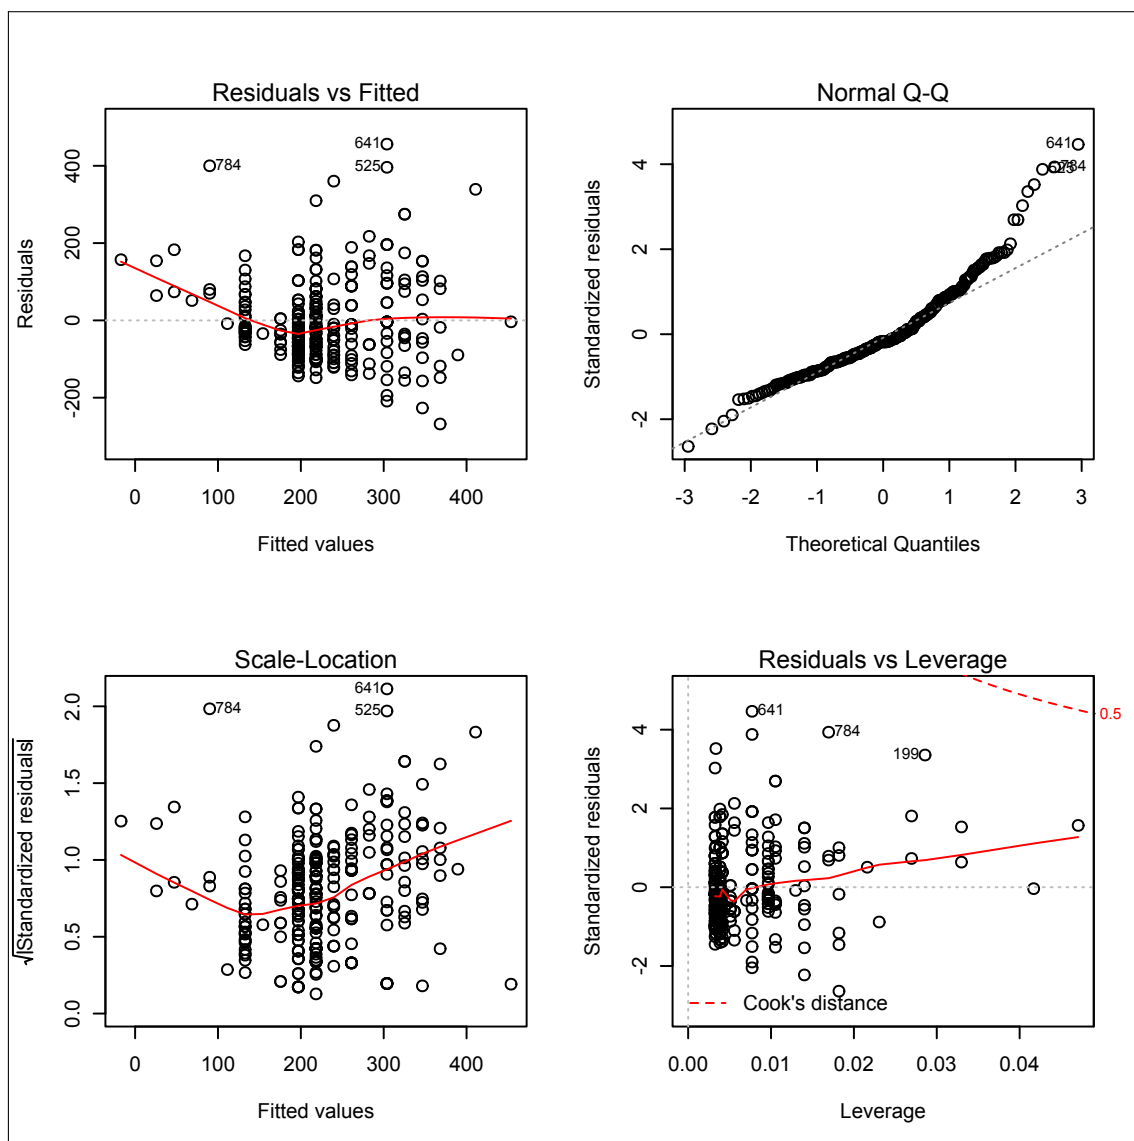 Residuals vs Fitted
Residuals
-200 0 200 400
641
784
525
0 100 200 300 400
Fitted values
Normal Q-Q
Standardized residuals
-2 0 2 4
641
525
784
-3 -2 -1 0 1 2 3
Theoretical Quantiles
Scale-Location
√|Standardized residuals|
0.0 0.5 1.0 1.5 2.0
641
784
525
0 100 200 300 400
Fitted values
Residuals vs Leverage
Standardized residuals
-2 0 2 4
641
784
199
0.5
Cook's distance
0.00 0.01 0.02 0.03 0.04
Leverage